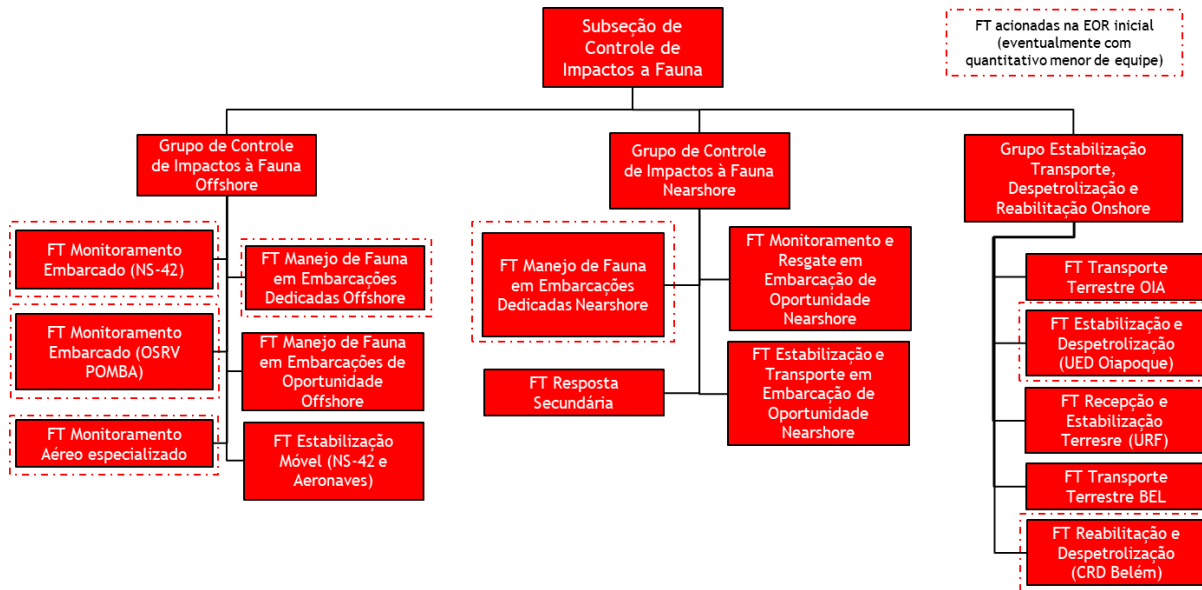 Subseção de
Controle de
Impactos a Fauna
FT acionadas na EOR inicial
(eventualmente com
quantitativo menor de equipe)
Grupo de Controle
de Impactos à Fauna
Offshore
FT Monitoramento
Embarcado (NS-42)
FT Monitoramento
Embarcado (OSRV
POMBA)
FT Monitoramento
Aéreo especializado
FT Manejo de Fauna
em Embarcações
Dedicadas Offshore
FT Manejo de Fauna
em Embarcações de
Oportunidade
Offshore
FT Estabilização
Móvel (NS-42 e
Aeronaves)
Grupo de Controle
de Impactos à Fauna
Nearshore
FT Manejo de Fauna
em Embarcações
Dedicadas Nearshore
FT Resposta
Secundária
FT Monitoramento e
Resgate em
Embarcação de
Oportunidade
Nearshore
FT Estabilização e
Transporte em
Embarcação de
Oportunidade
Nearshore
Grupo Estabilização
Transporte,
Despetrolização e
Reabilitação Onshore
FT Transporte
Terrestre OIA
FT Estabilização e
Despetrolização
(UED Oiapoque)
FT Recepção e
Estabilização
Terresre (URF)
FT Transporte
Terrestre BEL
FT Reabilitação e
Despetrolização
(CRD Belém)